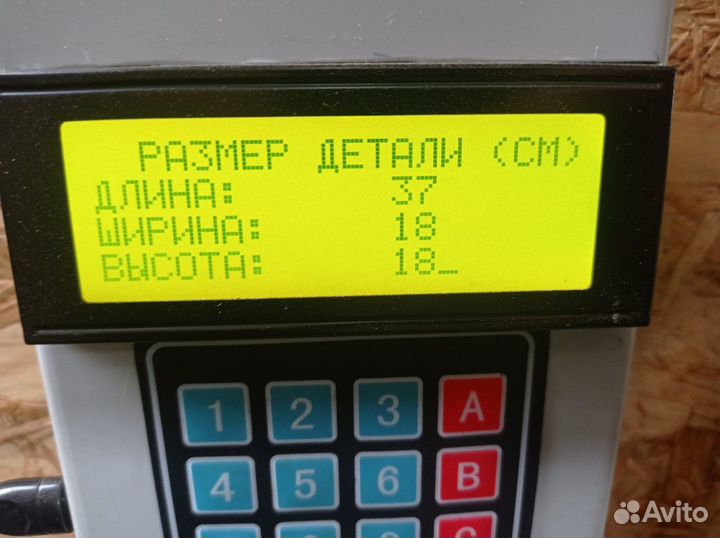 РАЗМЕР ДЕТАЛИ (СМ)
ДЛИНА: 37
ШИРИНА: 18
ВЫСОТА: 18_
1 2 3 A
4 5 6 B
Avito